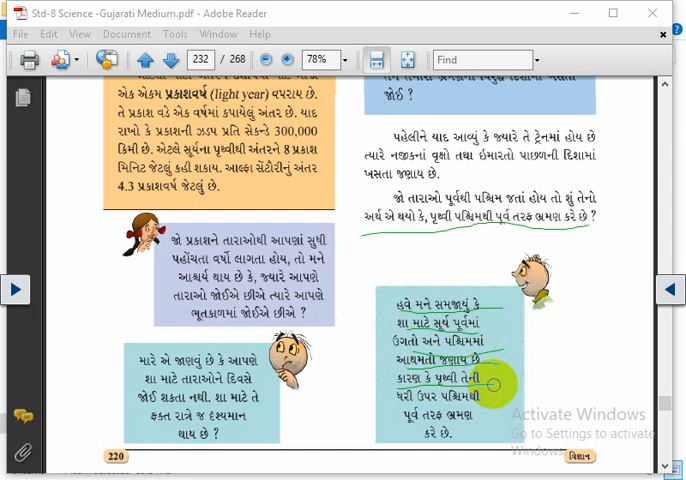 Std-8 Science -Gujarati Medium.pdf - Adobe Reader
File Edit View Document Tools Window Help
232 / 268 78% Find
એક એકમ પ્રકાશવર્ષ (light year) વપરાય છે.
તે પ્રકાશ વડે એક વર્ષમાં કપાયેલું અંતર છે. યાદ
રાખો કે પ્રકાશની ઝડપ પ્રતિ સેકન્ડે 300,000
કિમી છે. એટલે સૂર્યના પૃથ્વીથી અંતરને 8 પ્રકાશ
મિનિટ જેટલું કહી શકાય. આલ્ફા સેંટૌરીનું અંતર
4.3 પ્રકાશવર્ષ જેટલું છે.
જો પ્રકાશને તારાઓથી આપણાં સુધી
પહોંચતા વર્ષો લાગતા હોય, તો મને
આશ્ચર્ય થાય છે કે, જ્યારે આપણે
તારાઓ જોઈએ છીએ ત્યારે આપણે
ભૂતકાળમાં જોઈએ છીએ ?
મારે એ જાણવું છે કે આપણે
શા માટે તારાઓને દિવસે
જોઈ શકતા નથી. શા માટે તે
ફક્ત રાત્રે જ દૃશ્યમાન
થાય છે ?
220
જોઈ ?
પહેલીને યાદ આવ્યું કે જ્યારે તે ટ્રેનમાં હોય છે
ત્યારે નજીકનાં વૃક્ષો તથા ઇમારતો પાછળની દિશામાં
ખસતા જણાય છે.
જો તારાઓ પૂર્વથી પશ્ચિમ જતાં હોય તો શું તેનો
અર્થ એ થયો કે, પૃથ્વી પશ્ચિમથી પૂર્વ તરફ ભ્રમણ કરે છે ?
હવે મને સમજાયું કે
શા માટે સૂર્ય પૂર્વમાં
ઉગતો અને પશ્ચિમમાં
આથમતો જણાય છે
કારણ કે પૃથ્વી તેની
ધરી ઉપર પશ્ચિમથી
પૂર્વ તરફ ભ્રમણ
કરે છે.
વિજ્ઞાન
Activate Windows
Go to Settings to activate
Windows.